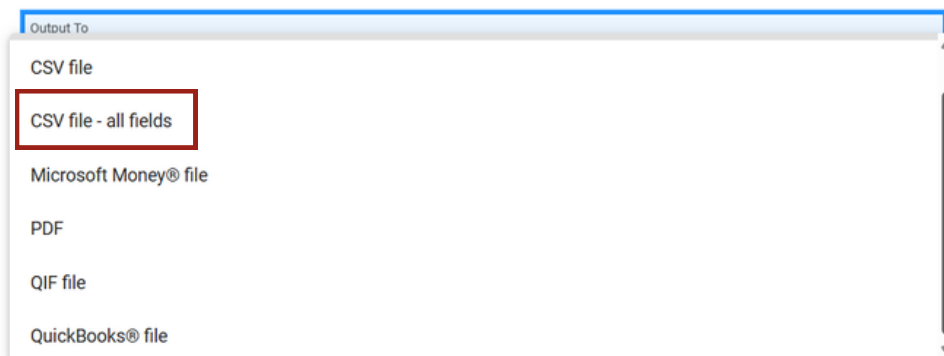 Output To
CSV file
CSV file - all fields
Microsoft Money® file
PDF
QIF file
QuickBooks® file